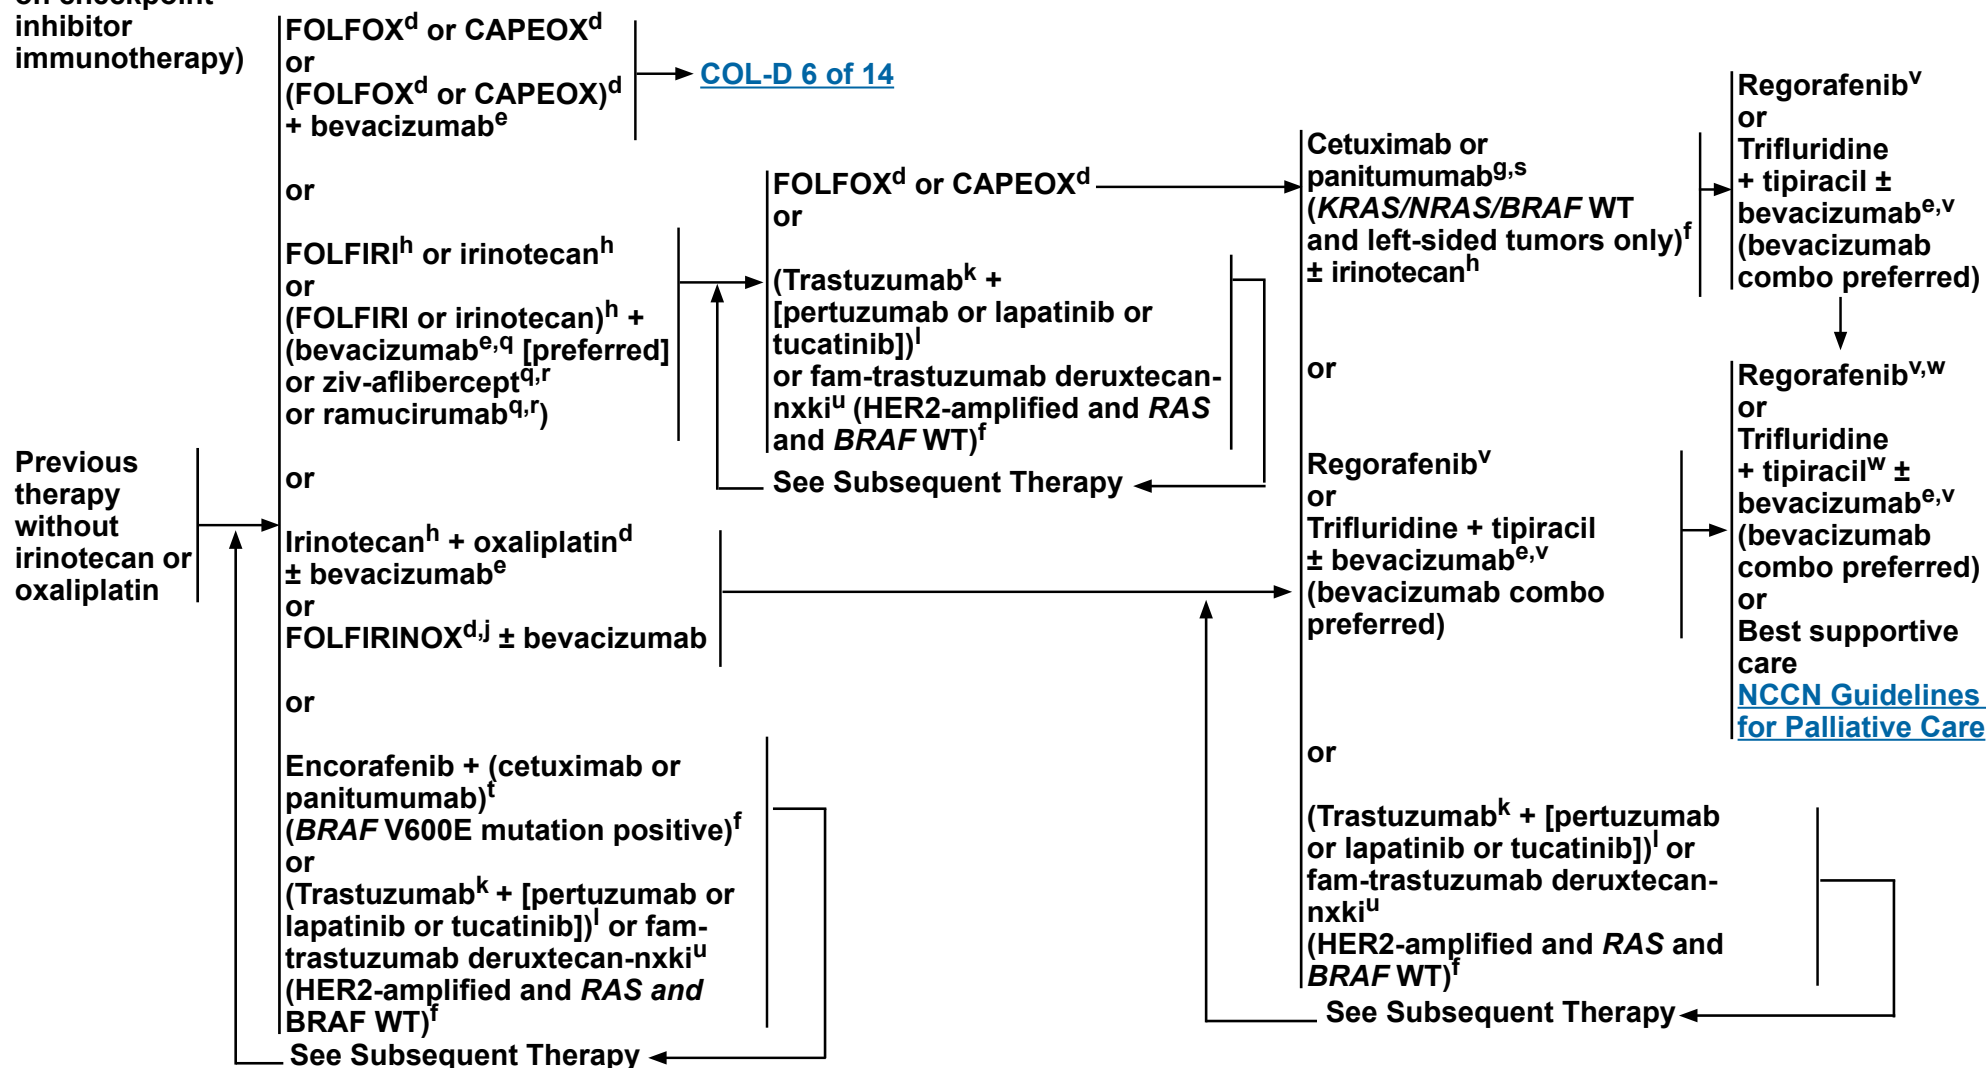 inhibitor
immunotherapy)
Previous
therapy
without
irinotecan or
oxaliplatin
FOLFOXd or CAPEOXd
or
(FOLFOXd or CAPEOX)d
+ bevacizumabe
or
FOLFIRIh or irinotecanh
or
(FOLFIRI or irinotecan)h +
(bevacizumabe,q [preferred]
or ziv-afliberceptq,r
or ramucirumabq,r)
or
Irinotecanh + oxaliplatind
± bevacizumabe
or
FOLFIRINOXd,j ± bevacizumab
or
Encorafenib + (cetuximab or
panitumumab)t
(BRAF V600E mutation positive)f
or
(Trastuzumabk + [pertuzumab or
lapatinib or tucatinib])l or fam-
trastuzumab deruxtecan-nxkiu
(HER2-amplified and RAS and
BRAF WT)f
See Subsequent Therapy
COL-D 6 of 14
FOLFOXd or CAPEOXd
or
(Trastuzumabk +
[pertuzumab or lapatinib or
tucatinib])l
or fam-trastuzumab deruxtecan-
nxkiu (HER2-amplified and RAS
and BRAF WT)f
See Subsequent Therapy
Cetuximab or
panitumumabg,s
(KRAS/NRAS/BRAF WT
and left-sided tumors only)f
± irinotecanh
or
Regorafenibv
or
Trifluridine + tipiracil
± bevacizumabe,v
(bevacizumab combo
preferred)
or
(Trastuzumabk + [pertuzumab
or lapatinib or tucatinib])l or
fam-trastuzumab deruxtecan-
nxkiu
(HER2-amplified and RAS and
BRAF WT)f
See Subsequent Therapy
Regorafenibv
or
Trifluridine
+ tipiracil ±
bevacizumabe,v
(bevacizumab
combo preferred)
Regorafenibv,w
or
Trifluridine
+ tipiracilw ±
bevacizumabe,v
(bevacizumab
combo preferred)
or
Best supportive
care
NCCN Guidelines
for Palliative Care